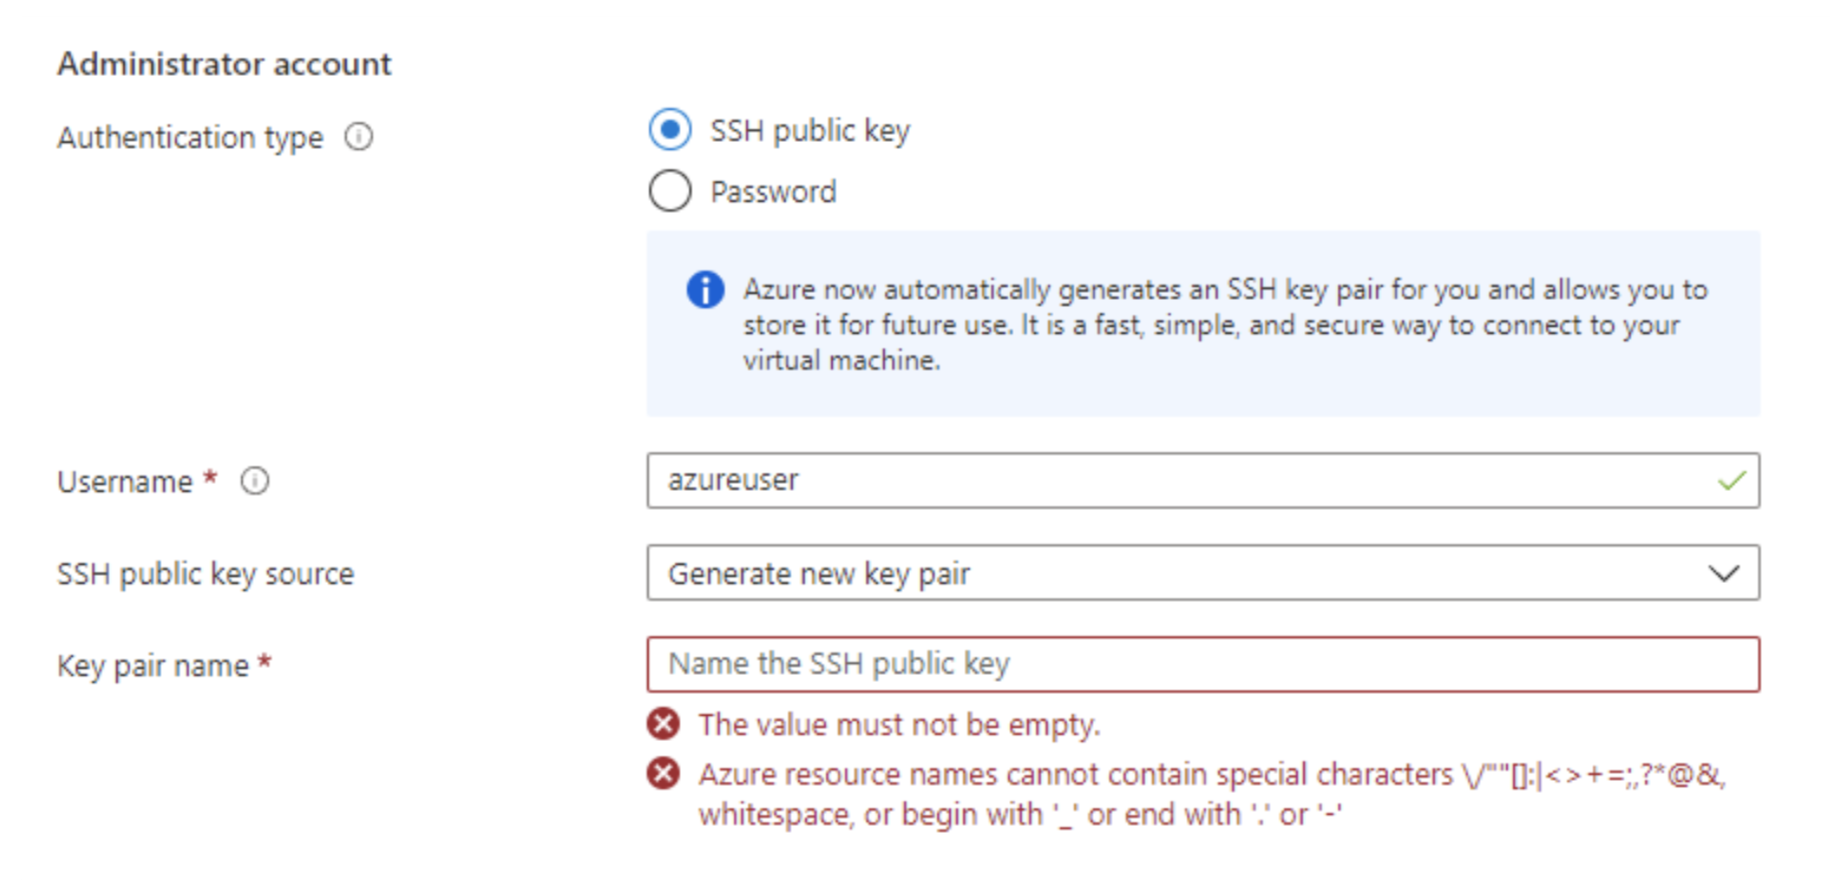 Administrator account
Authentication type
SSH public key
Password
Azure now automatically generates an SSH key pair for you and allows you to
store it for future use. It is a fast, simple, and secure way to connect to your
virtual machine.
Username *
azureuser
SSH public key source
Generate new key pair
Key pair name *
Name the SSH public key
The value must not be empty.
Azure resource names cannot contain special characters \/""[]:|<>+=;,?*@&,
whitespace, or begin with '_' or end with '.' or '-'